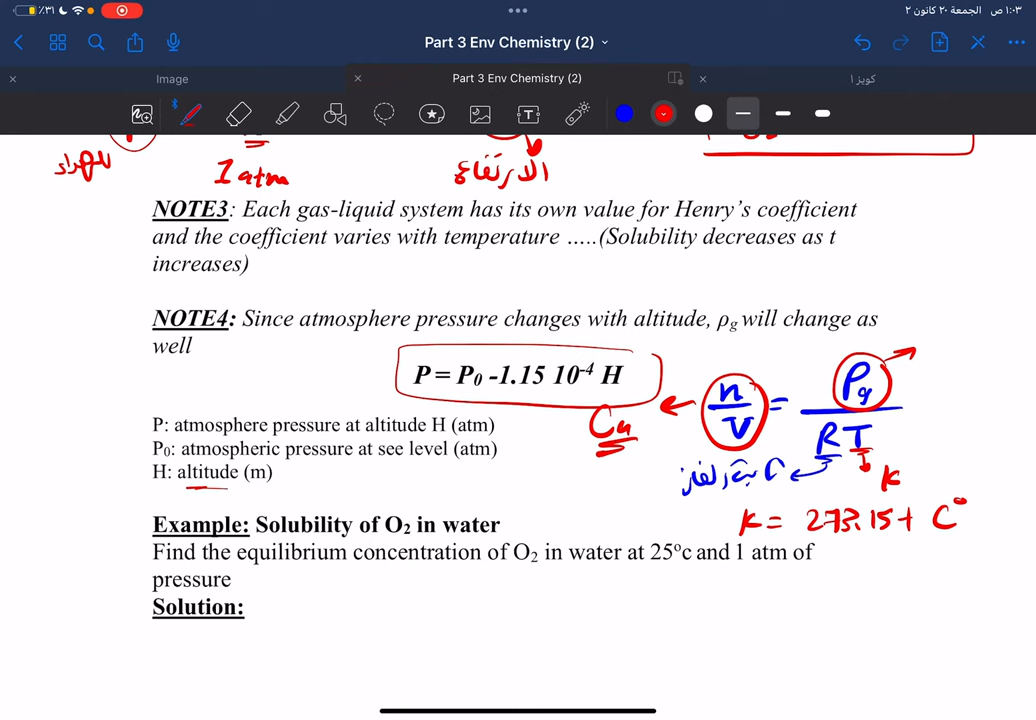 ١:٠٣ ص الجمعة ٢٠ كانون ٢
٪٣١
Part 3 Env Chemistry (2)
Image
Part 3 Env Chemistry (2)
كويز ١
1 atm
الارتفاع
NOTE3: Each gas-liquid system has its own value for Henry's coefficient
and the coefficient varies with temperature .....(Solubility decreases as t
increases)
NOTE4: Since atmosphere pressure changes with altitude, ρg will change as
well
P = P0 -1.15 10-4 H
Ca
n/V = Pg/RT
K
K = 273.15 + C°
P: atmosphere pressure at altitude H (atm)
P0: atmospheric pressure at see level (atm)
H: altitude (m)
Example: Solubility of O2 in water
Find the equilibrium concentration of O2 in water at 25oc and 1 atm of
pressure
Solution: